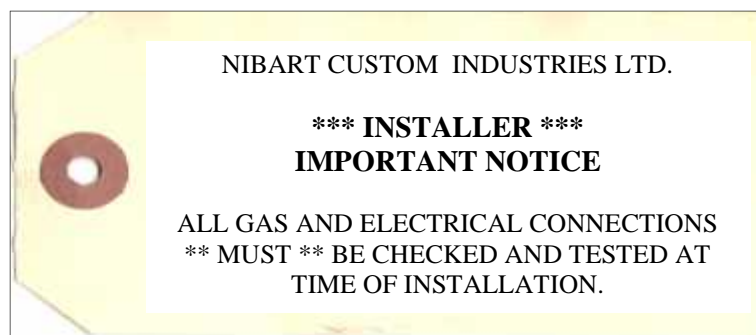 NIBART CUSTOM INDUSTRIES LTD.
*** INSTALLER ***
IMPORTANT NOTICE
ALL GAS AND ELECTRICAL CONNECTIONS
** MUST ** BE CHECKED AND TESTED AT
TIME OF INSTALLATION.